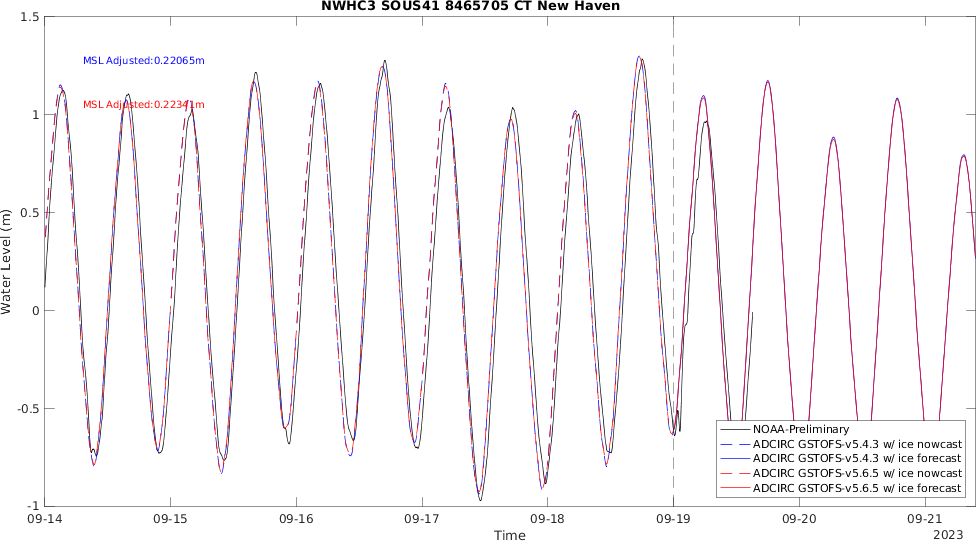 NWHC3 SOUS41 8465705 CT New Haven
1.5
MSL Adjusted:0.22065m
MSL Adjusted:0.22341m
1
0.5
0
-0.5
-1
Water Level (m)
NOAA-Preliminary
ADCIRC GSTOFS-v5.4.3 w/ ice nowcast
ADCIRC GSTOFS-v5.4.3 w/ ice forecast
ADCIRC GSTOFS-v5.6.5 w/ ice nowcast
ADCIRC GSTOFS-v5.6.5 w/ ice forecast
09-14 09-15 09-16 09-17 09-18 09-19 09-20 09-21
Time
2023